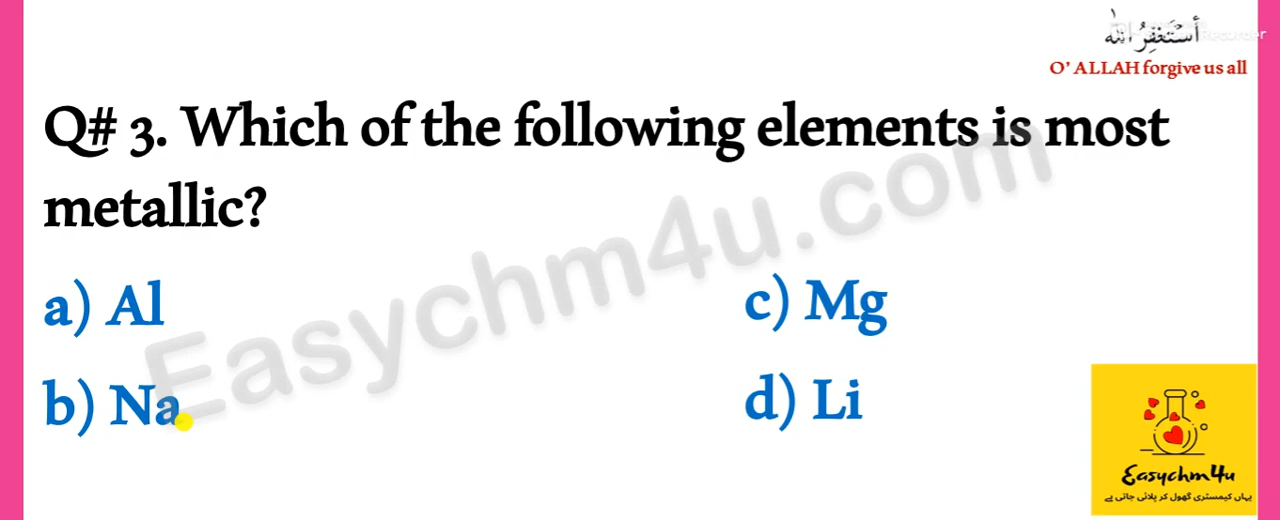 أَسْتَغْفِرُ اللّٰه
Recorder
O' ALLAH forgive us all
Q# 3. Which of the following elements is most
metallic?
a) Al
c) Mg
b) Na
d) Li
Easychm4u.com
Easychm4u
یہاں کیمسٹری گھول کر پلائی جاتی ہے